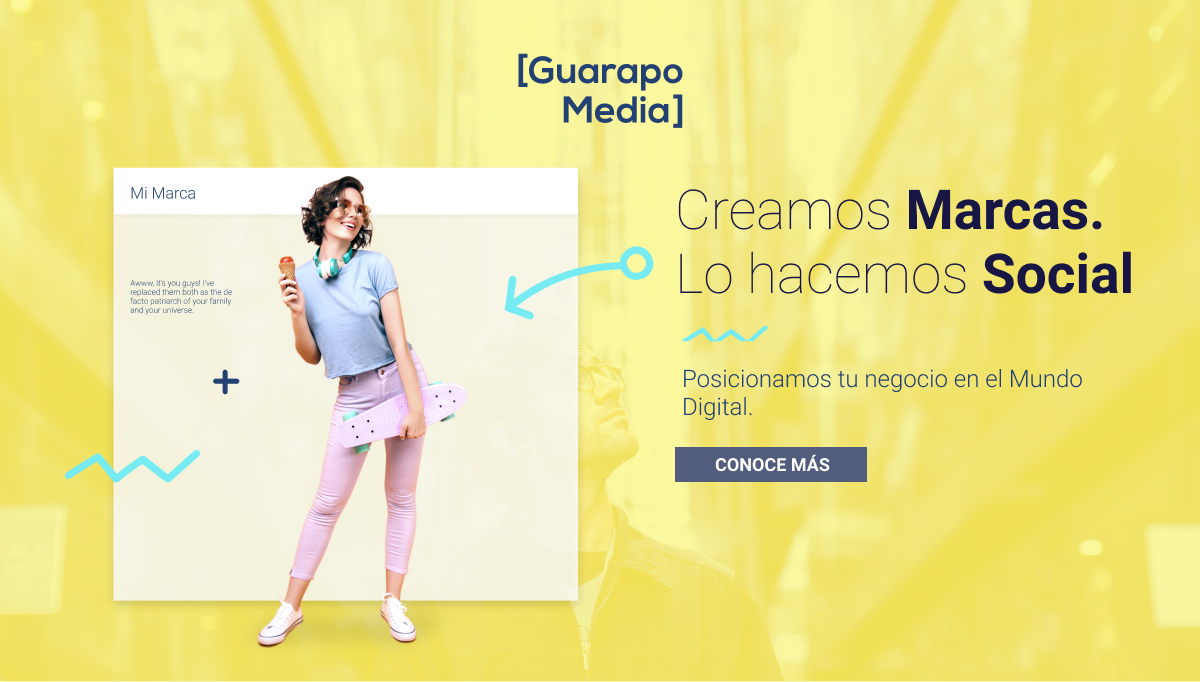 [Guarapo
Media]
Mi Marca
Awww, it's you guys! I've
replaced them both as the de
facto patriarch of your family
and your universe.
Creamos Marcas.
Lo hacemos Social
Posicionamos tu negocio en el Mundo
Digital.
CONOCE MÁS